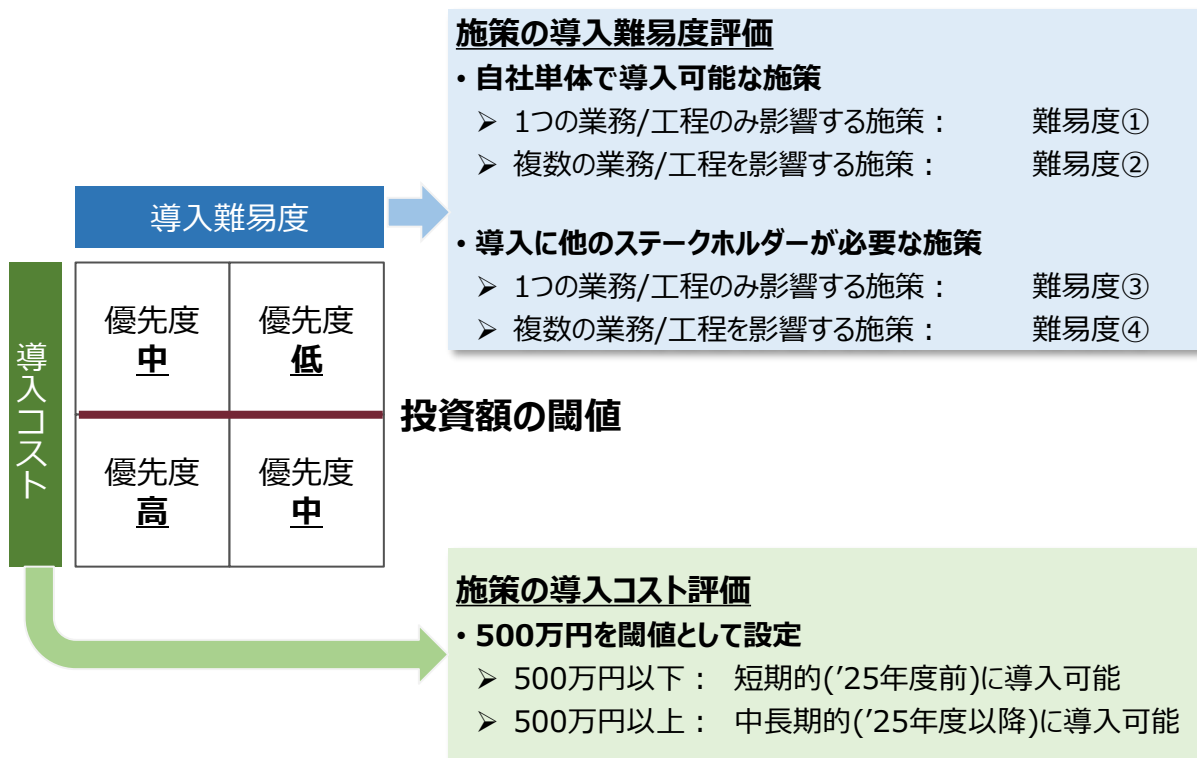 施策の導入難易度評価
• 自社単体で導入可能な施策
➢ 1つの業務/工程のみ影響する施策： 難易度①
➢ 複数の業務/工程を影響する施策： 難易度②
• 導入に他のステークホルダーが必要な施策
➢ 1つの業務/工程のみ影響する施策： 難易度③
➢ 複数の業務/工程を影響する施策： 難易度④
導入難易度
導入コスト
優先度
中
優先度
低
投資額の閾値
優先度
高
優先度
中
施策の導入コスト評価
• 500万円を閾値として設定
➢ 500万円以下： 短期的(’25年度前)に導入可能
➢ 500万円以上： 中長期的(’25年度以降)に導入可能